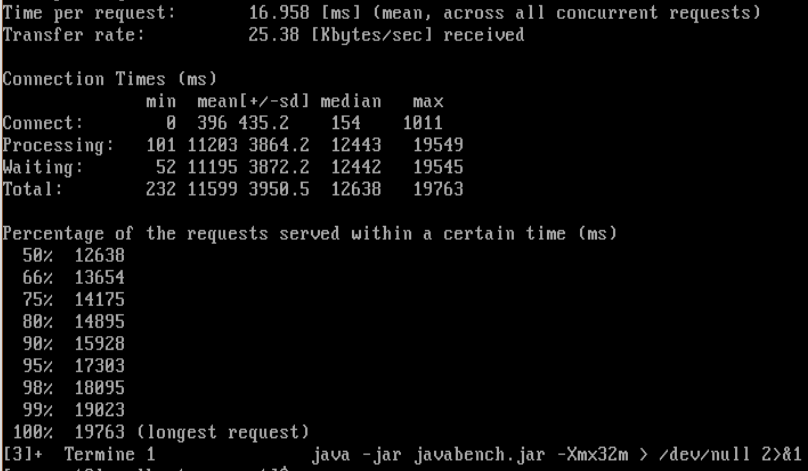 Time per request: 16.958 [ms] (mean, across all concurrent requests)
Transfer rate: 25.38 [Kbytes/sec] received
Connection Times (ms)
min mean[+/-sd] median max
Connect: 0 396 435.2 154 1011
Processing: 101 11203 3864.2 12443 19549
Waiting: 52 11195 3872.2 12442 19545
Total: 232 11599 3950.5 12638 19763
Percentage of the requests served within a certain time (ms)
50% 12638
66% 13654
75% 14175
80% 14895
90% 15928
95% 17303
98% 18095
99% 19023
100% 19763 (longest request)
[3]+ Termine 1 java -jar javabench.jar -Xmx32m > /dev/null 2>&1